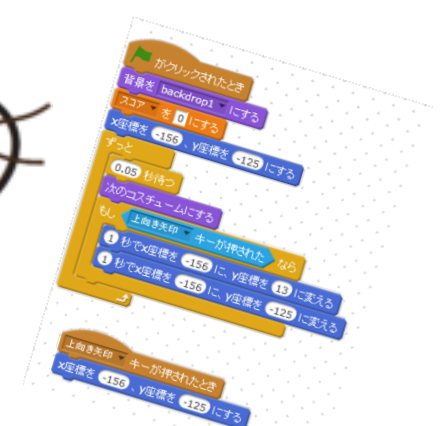 がクリックされたとき
背景を backdrop1 にする
スコア を 0 にする
x座標を -156 、y座標を -125 にする
ずっと
0.05 秒待つ
次のコスチュームにする
もし 上向き矢印 キーが押された なら
1 秒でx座標を -156 に、y座標を 13 に変える
1 秒でx座標を -156 に、y座標を -125 に変える
上向き矢印 キーが押されたとき
x座標を -156 、y座標を -125 にする